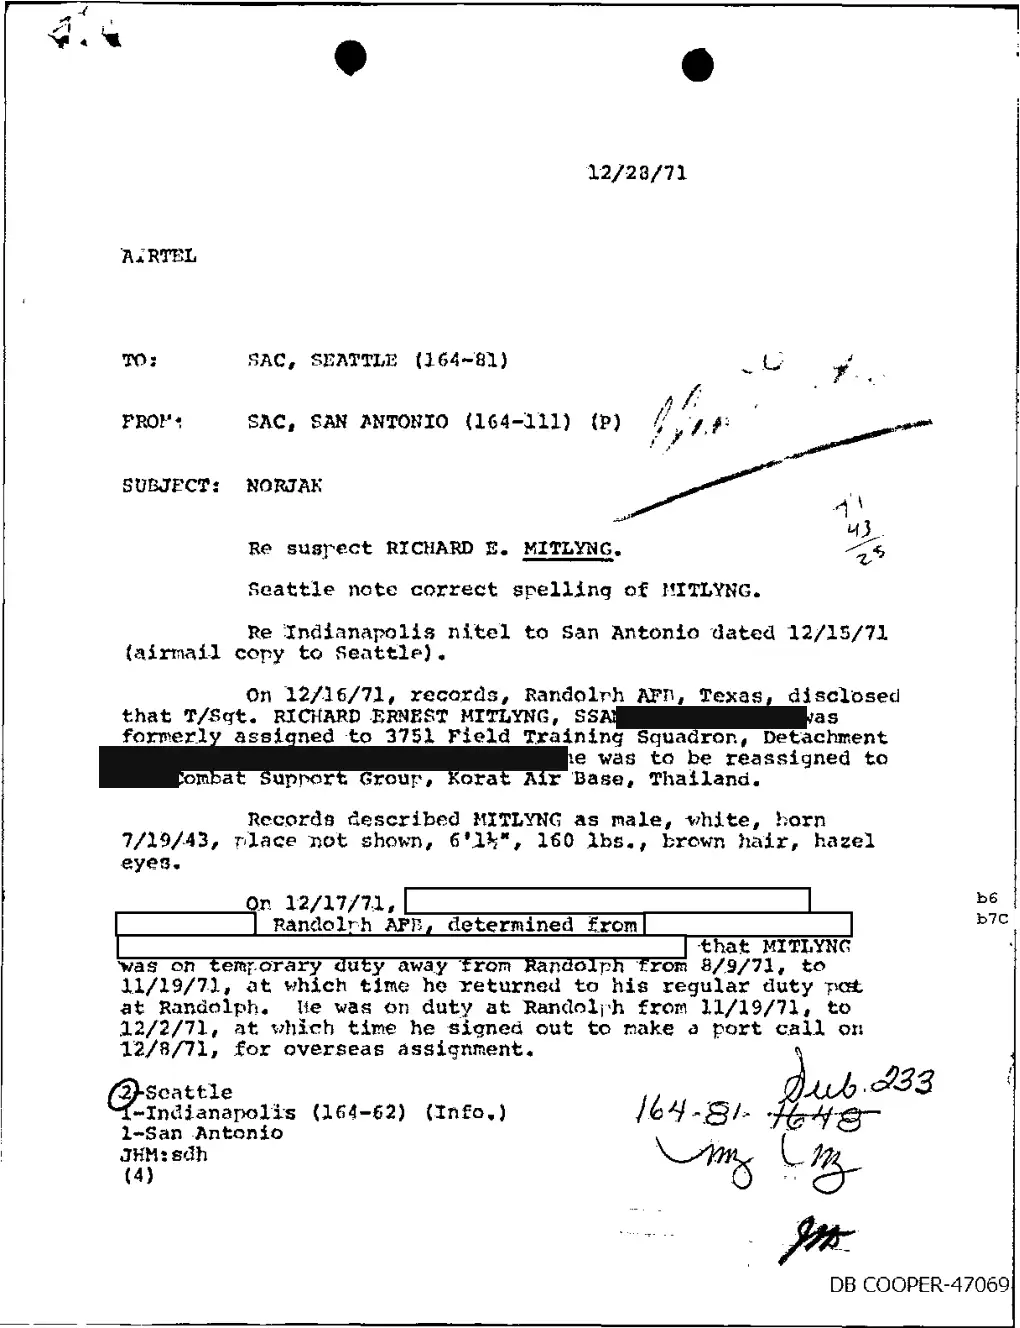 12/28/71
AIRTEL
TO: SAC, SEATTLE (164-81)
FROM: SAC, SAN ANTONIO (164-111) (P)
SUBJECT: NORJAK
71
43
25
Re suspect RICHARD E. MITLYNG.
Seattle note correct spelling of MITLYNG.
Re Indianapolis nitel to San Antonio dated 12/15/71
(airmail copy to Seattle).
On 12/16/71, records, Randolph AFB, Texas, disclosed
that T/Sgt. RICHARD ERNEST MITLYNG, SSAN was
formerly assigned to 3751 Field Training Squadron, Detachment
he was to be reassigned to
Combat Support Group, Korat Air Base, Thailand.
Records described MITLYNG as male, white, born
7/19/43, place not shown, 6'1½", 160 lbs., brown hair, hazel
eyes.
On 12/17/71,
b6
Randolph AFB, determined from
b7C
that MITLYNG
was on temporary duty away from Randolph from 8/9/71, to
11/19/71, at which time he returned to his regular duty post
at Randolph. He was on duty at Randolph from 11/19/71, to
12/2/71, at which time he signed out to make a port call on
12/8/71, for overseas assignment.
2-Seattle
1-Indianapolis (164-62) (Info.)
1-San Antonio
JHM:sdh
(4)
Sub. 233
164-81- 1648
DB COOPER-47069